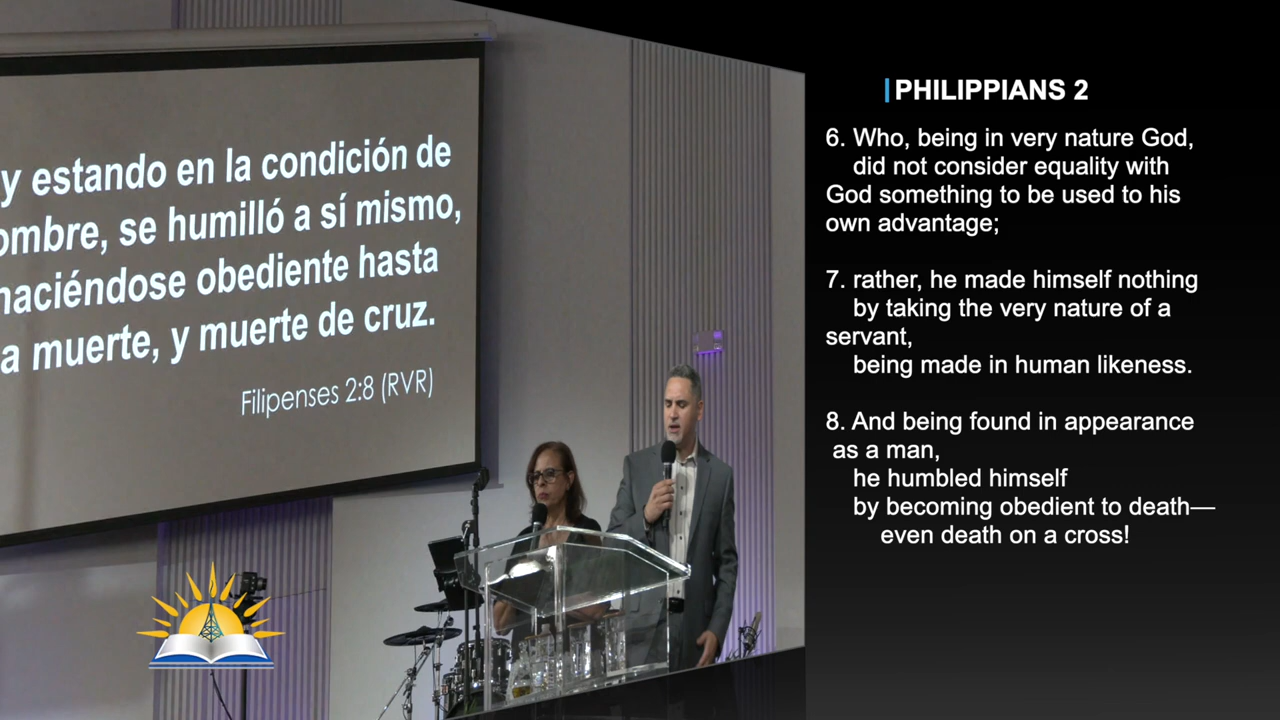 y estando en la condición de
ombre, se humilló a sí mismo,
haciéndose obediente hasta
a muerte, y muerte de cruz.
Filipenses 2:8 (RVR)
PHILIPPIANS 2
6. Who, being in very nature God,
did not consider equality with
God something to be used to his
own advantage;
7. rather, he made himself nothing
by taking the very nature of a
servant,
being made in human likeness.
8. And being found in appearance
as a man,
he humbled himself
by becoming obedient to death—
even death on a cross!